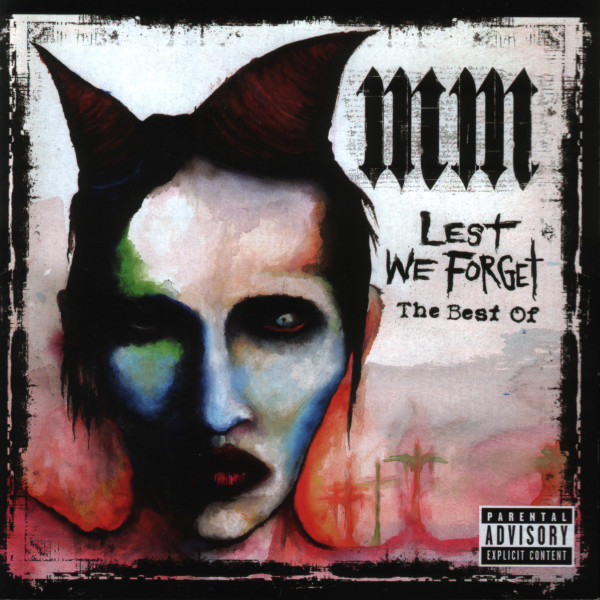 mm
LEST
WE FORGET
The Best Of
PARENTAL
ADVISORY
EXPLICIT CONTENT